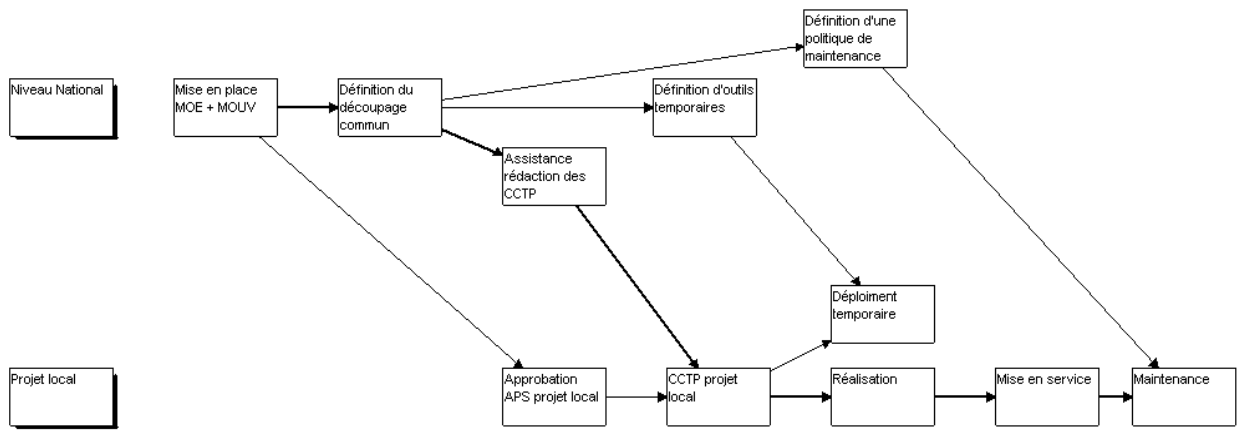 Définition d'une
politique de
maintenance
Niveau National
Mise en place
MOE + MOUV
Définition du
découpage
commun
Définition d'outils
temporaires
Assistance
rédaction des
CCTP
Déploiment
temporaire
Projet local
Approbation
APS projet local
CCTP projet
local
Réalisation
Mise en service
Maintenance